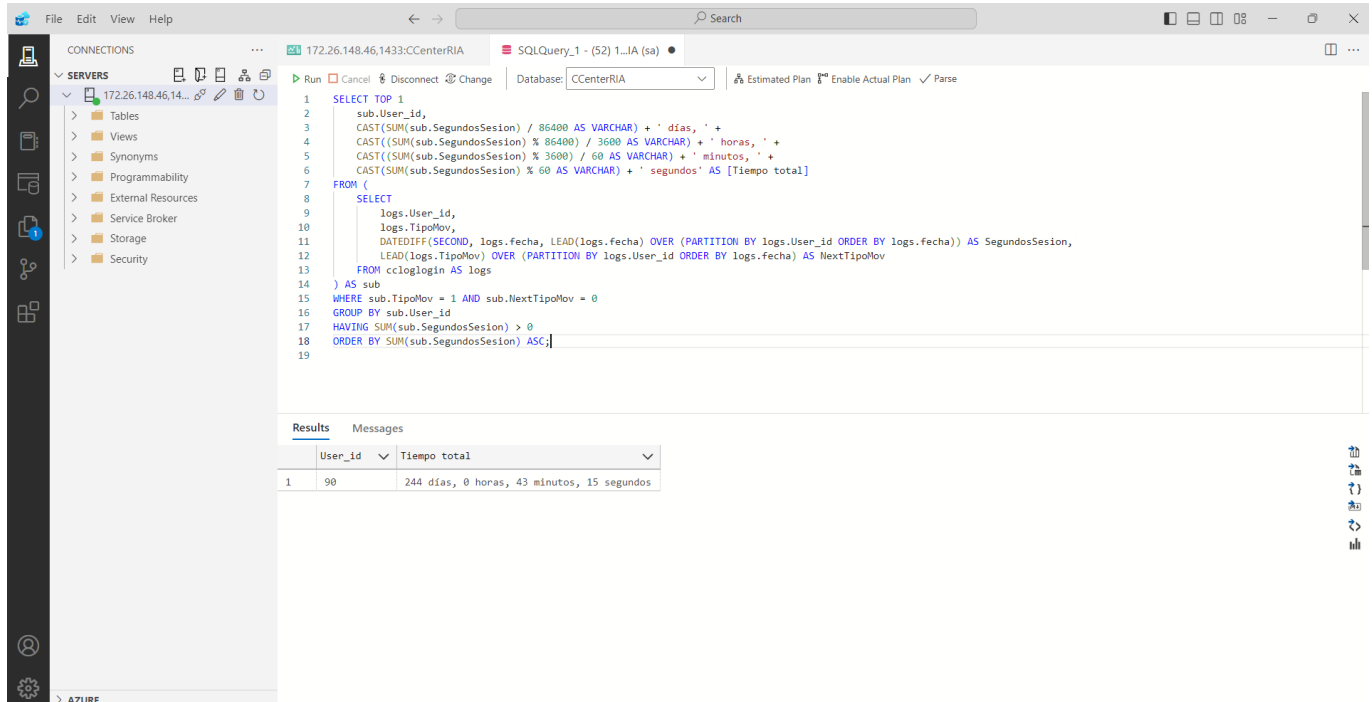 File Edit View Help
Search
CONNECTIONS
172.26.148.46,1433:CCenterRIA
SQLQuery_1 - (52) 1...IA (sa)
SERVERS
172.26.148.46,14...
Tables
Views
Synonyms
Programmability
External Resources
Service Broker
Storage
Security
1
AZURE
Run Cancel Disconnect Change Database: CCenterRIA Estimated Plan Enable Actual Plan Parse
1 SELECT TOP 1
2 sub.User_id,
3 CAST(SUM(sub.SegundosSesion) / 86400 AS VARCHAR) + ' días, ' +
4 CAST((SUM(sub.SegundosSesion) % 86400) / 3600 AS VARCHAR) + ' horas, ' +
5 CAST((SUM(sub.SegundosSesion) % 3600) / 60 AS VARCHAR) + ' minutos, ' +
6 CAST(SUM(sub.SegundosSesion) % 60 AS VARCHAR) + ' segundos' AS [Tiempo total]
7 FROM (
8 SELECT
9 logs.User_id,
10 logs.TipoMov,
11 DATEDIFF(SECOND, logs.fecha, LEAD(logs.fecha) OVER (PARTITION BY logs.User_id ORDER BY logs.fecha)) AS SegundosSesion,
12 LEAD(logs.TipoMov) OVER (PARTITION BY logs.User_id ORDER BY logs.fecha) AS NextTipoMov
13 FROM ccloglogin AS logs
14 ) AS sub
15 WHERE sub.TipoMov = 1 AND sub.NextTipoMov = 0
16 GROUP BY sub.User_id
17 HAVING SUM(sub.SegundosSesion) > 0
18 ORDER BY SUM(sub.SegundosSesion) ASC;
19
Results Messages
User_id Tiempo total
1 90 244 días, 0 horas, 43 minutos, 15 segundos